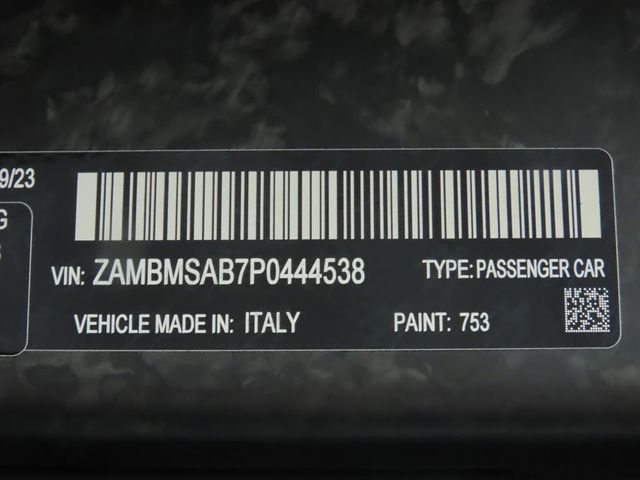 9/23
G
VIN: ZAMBMSAB7P0444538 TYPE: PASSENGER CAR
VEHICLE MADE IN: ITALY PAINT: 753